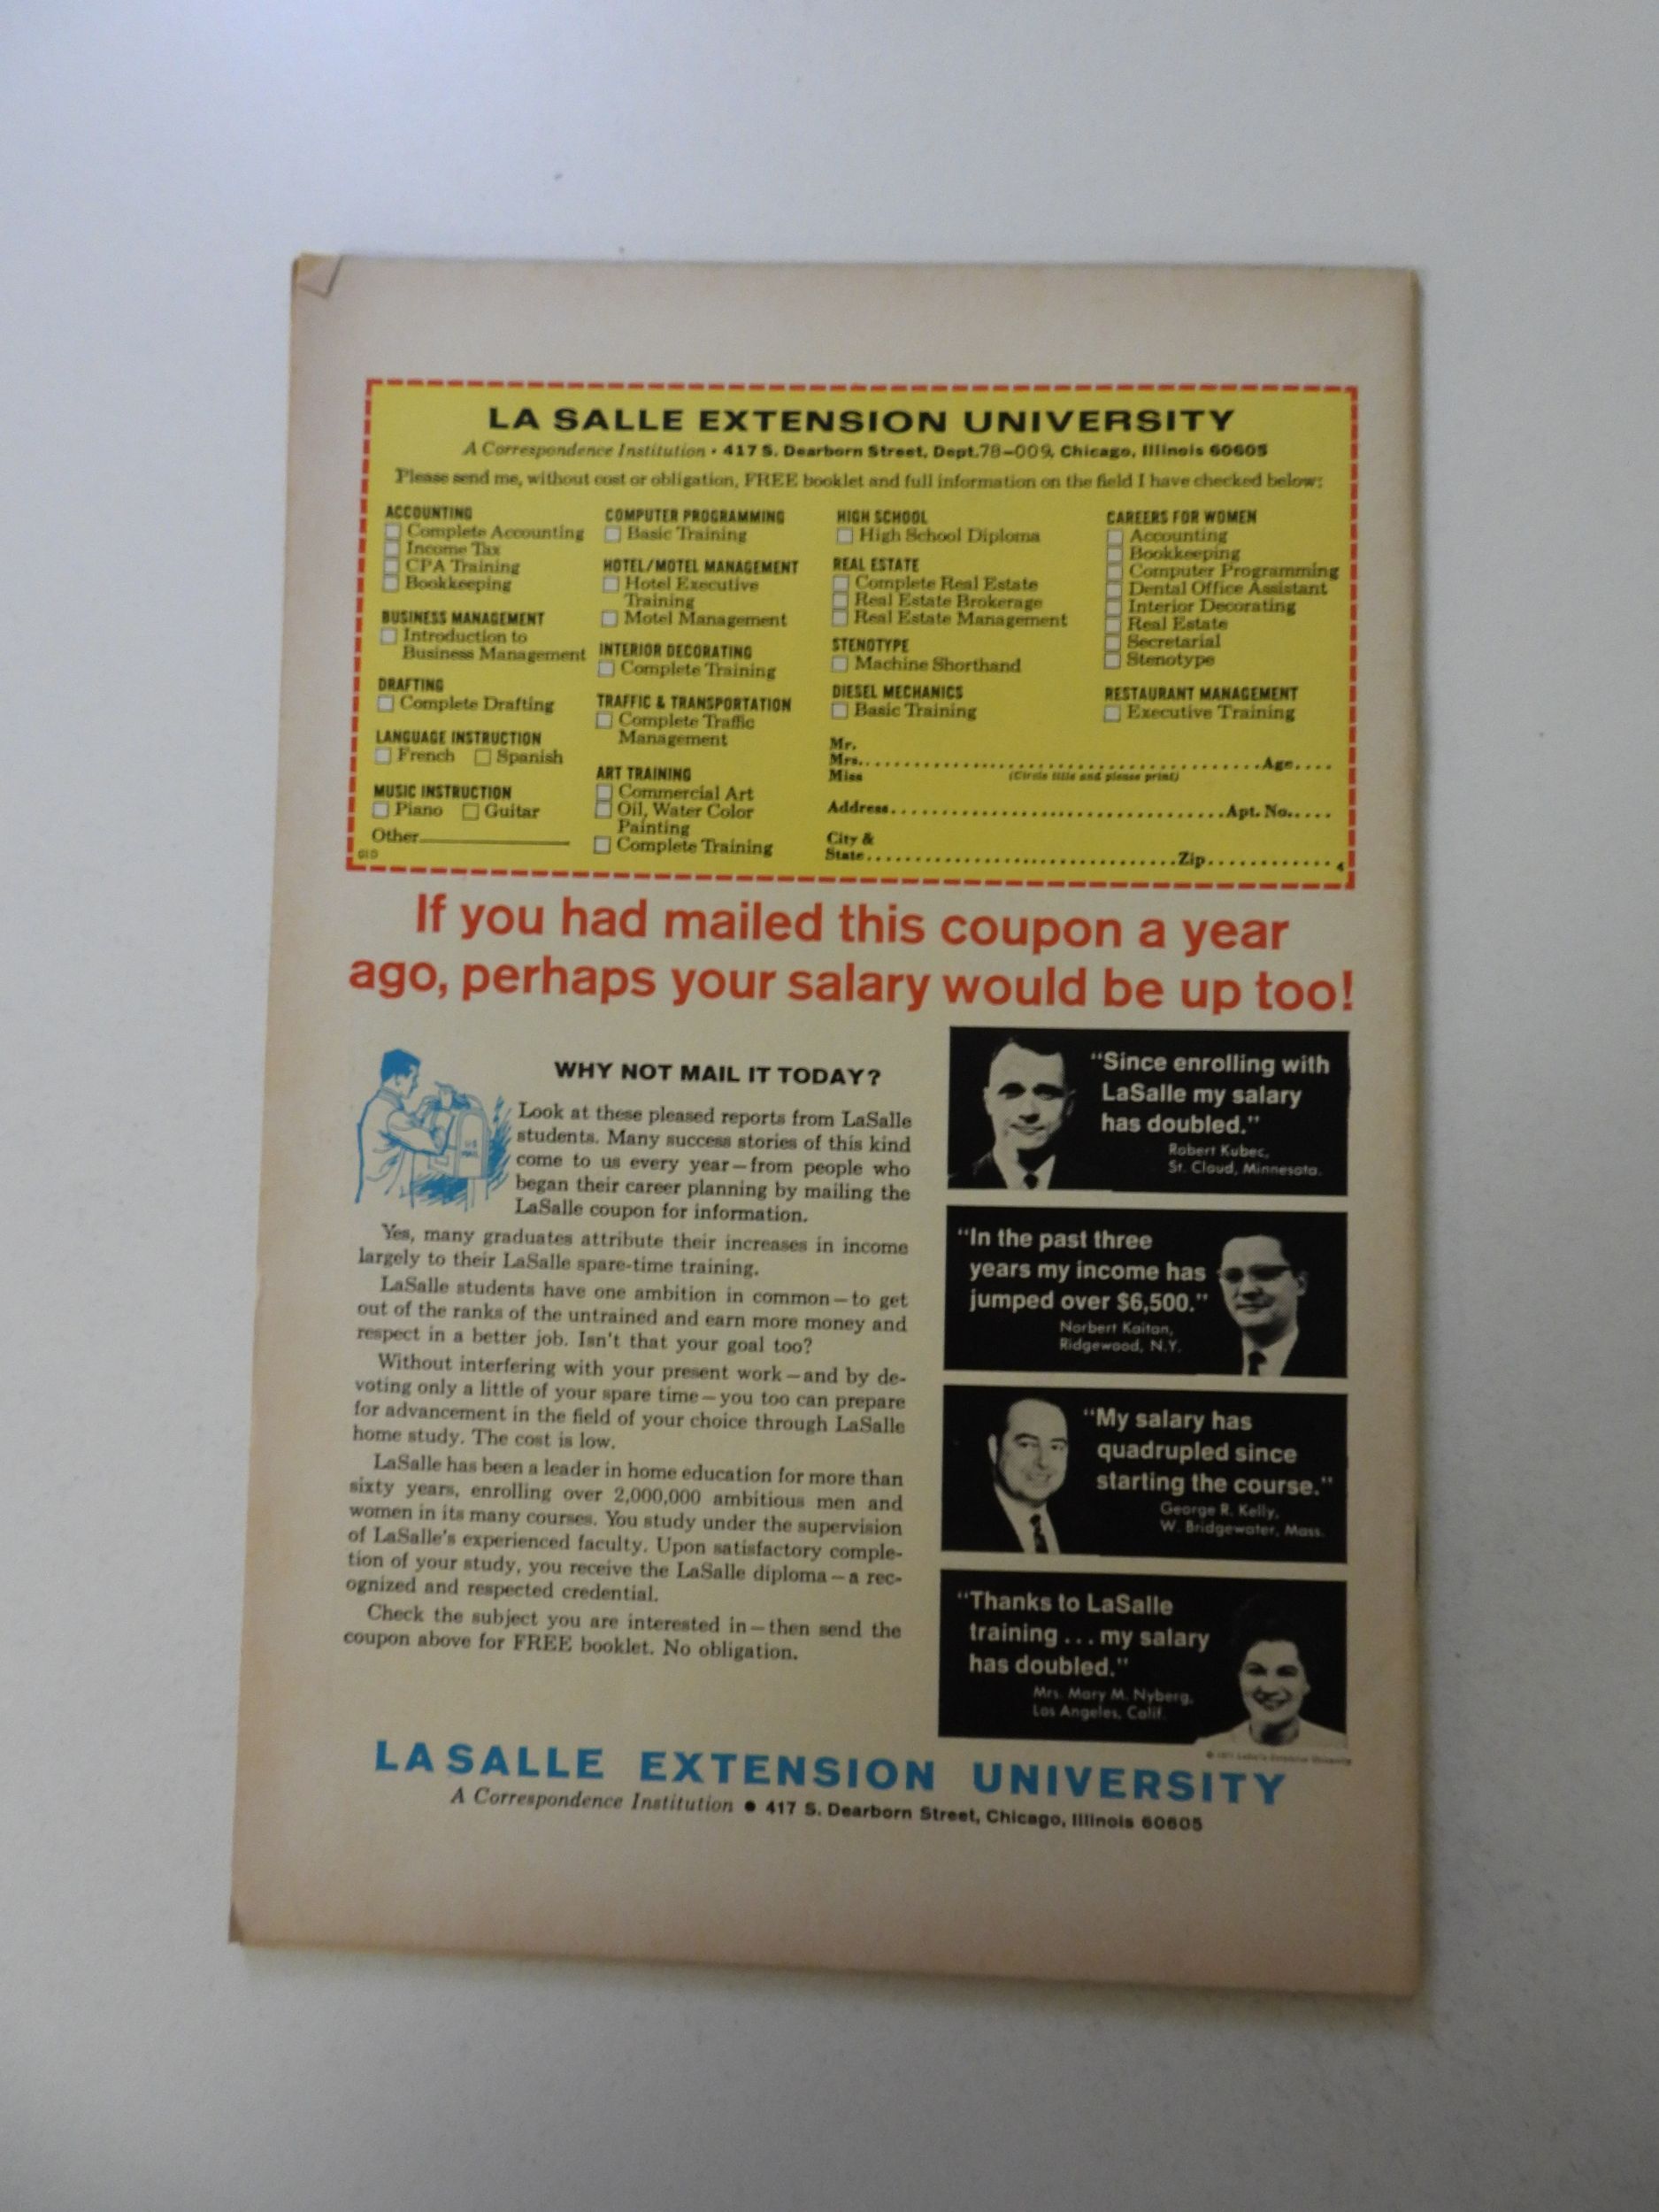 LA SALLE EXTENSION UNIVERSITY
A Correspondence Institution • 417 S. Dearborn Street, Dept.78-009, Chicago, Illinois 60605
Please send me, without cost or obligation, FREE booklet and full information on the field I have checked below:
ACCOUNTING
Complete Accounting
Income Tax
CPA Training
Bookkeeping
BUSINESS MANAGEMENT
Introduction to
Business Management
DRAFTING
Complete Drafting
LANGUAGE INSTRUCTION
French Spanish
MUSIC INSTRUCTION
Piano Guitar
Other
COMPUTER PROGRAMMING
Basic Training
HOTEL/MOTEL MANAGEMENT
Hotel Executive
Training
Motel Management
INTERIOR DECORATING
Complete Training
TRAFFIC & TRANSPORTATION
Complete Traffic
Management
ART TRAINING
Commercial Art
Oil, Water Color
Painting
Complete Training
HIGH SCHOOL
High School Diploma
REAL ESTATE
Complete Real Estate
Real Estate Brokerage
Real Estate Management
STENOTYPE
Machine Shorthand
DIESEL MECHANICS
Basic Training
CAREERS FOR WOMEN
Accounting
Bookkeeping
Computer Programming
Dental Office Assistant
Interior Decorating
Real Estate
Secretarial
Stenotype
RESTAURANT MANAGEMENT
Executive Training
Mr.
Mrs. Age
Miss (Circle title and please print)
Address Apt. No.
City &
State Zip 4
If you had mailed this coupon a year
ago, perhaps your salary would be up too!
WHY NOT MAIL IT TODAY?
Look at these pleased reports from LaSalle
students. Many success stories of this kind
come to us every year—from people who
began their career planning by mailing the
LaSalle coupon for information.
Yes, many graduates attribute their increases in income
largely to their LaSalle spare-time training.
LaSalle students have one ambition in common—to get
out of the ranks of the untrained and earn more money and
respect in a better job. Isn't that your goal too?
Without interfering with your present work—and by de-
voting only a little of your spare time—you too can prepare
for advancement in the field of your choice through LaSalle
home study. The cost is low.
LaSalle has been a leader in home education for more than
sixty years, enrolling over 2,000,000 ambitious men and
women in its many courses. You study under the supervision
of LaSalle's experienced faculty. Upon satisfactory comple-
tion of your study, you receive the LaSalle diploma—a rec-
ognized and respected credential.
Check the subject you are interested in—then send the
coupon above for FREE booklet. No obligation.
"Since enrolling with
LaSalle my salary
has doubled."
Robert Kubec,
St. Cloud, Minnesota.
"In the past three
years my income has
jumped over $6,500."
Norbert Kaitan,
Ridgewood, N.Y.
"My salary has
quadrupled since
starting the course."
George R. Kelly,
W. Bridgewater, Mass.
"Thanks to LaSalle
training...my salary
has doubled."
Mrs. Mary M. Nyberg,
Los Angeles, Calif.
© 1971 LaSalle Extension University
LASALLE EXTENSION UNIVERSITY
A Correspondence Institution • 417 S. Dearborn Street, Chicago, Illinois 60605